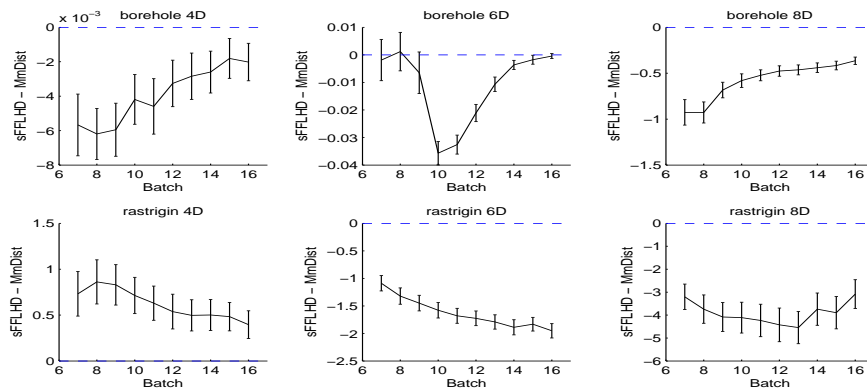 borehole 4D
x 10⁻³
0
−2
−4
−6
−8
6 8 10 12 14 16
Batch
sFFLHD − MmDist
borehole 6D
0.01
0
−0.01
−0.02
−0.03
−0.04
6 8 10 12 14 16
Batch
sFFLHD − MmDist
borehole 8D
0
−0.5
−1
−1.5
6 8 10 12 14 16
Batch
sFFLHD − MmDist
rastrigin 4D
1.5
1
0.5
0
6 8 10 12 14 16
Batch
sFFLHD − MmDist
rastrigin 6D
0
−0.5
−1
−1.5
−2
−2.5
6 8 10 12 14 16
Batch
sFFLHD − MmDist
rastrigin 8D
0
−1
−2
−3
−4
−5
−6
6 8 10 12 14 16
Batch
sFFLHD − MmDist